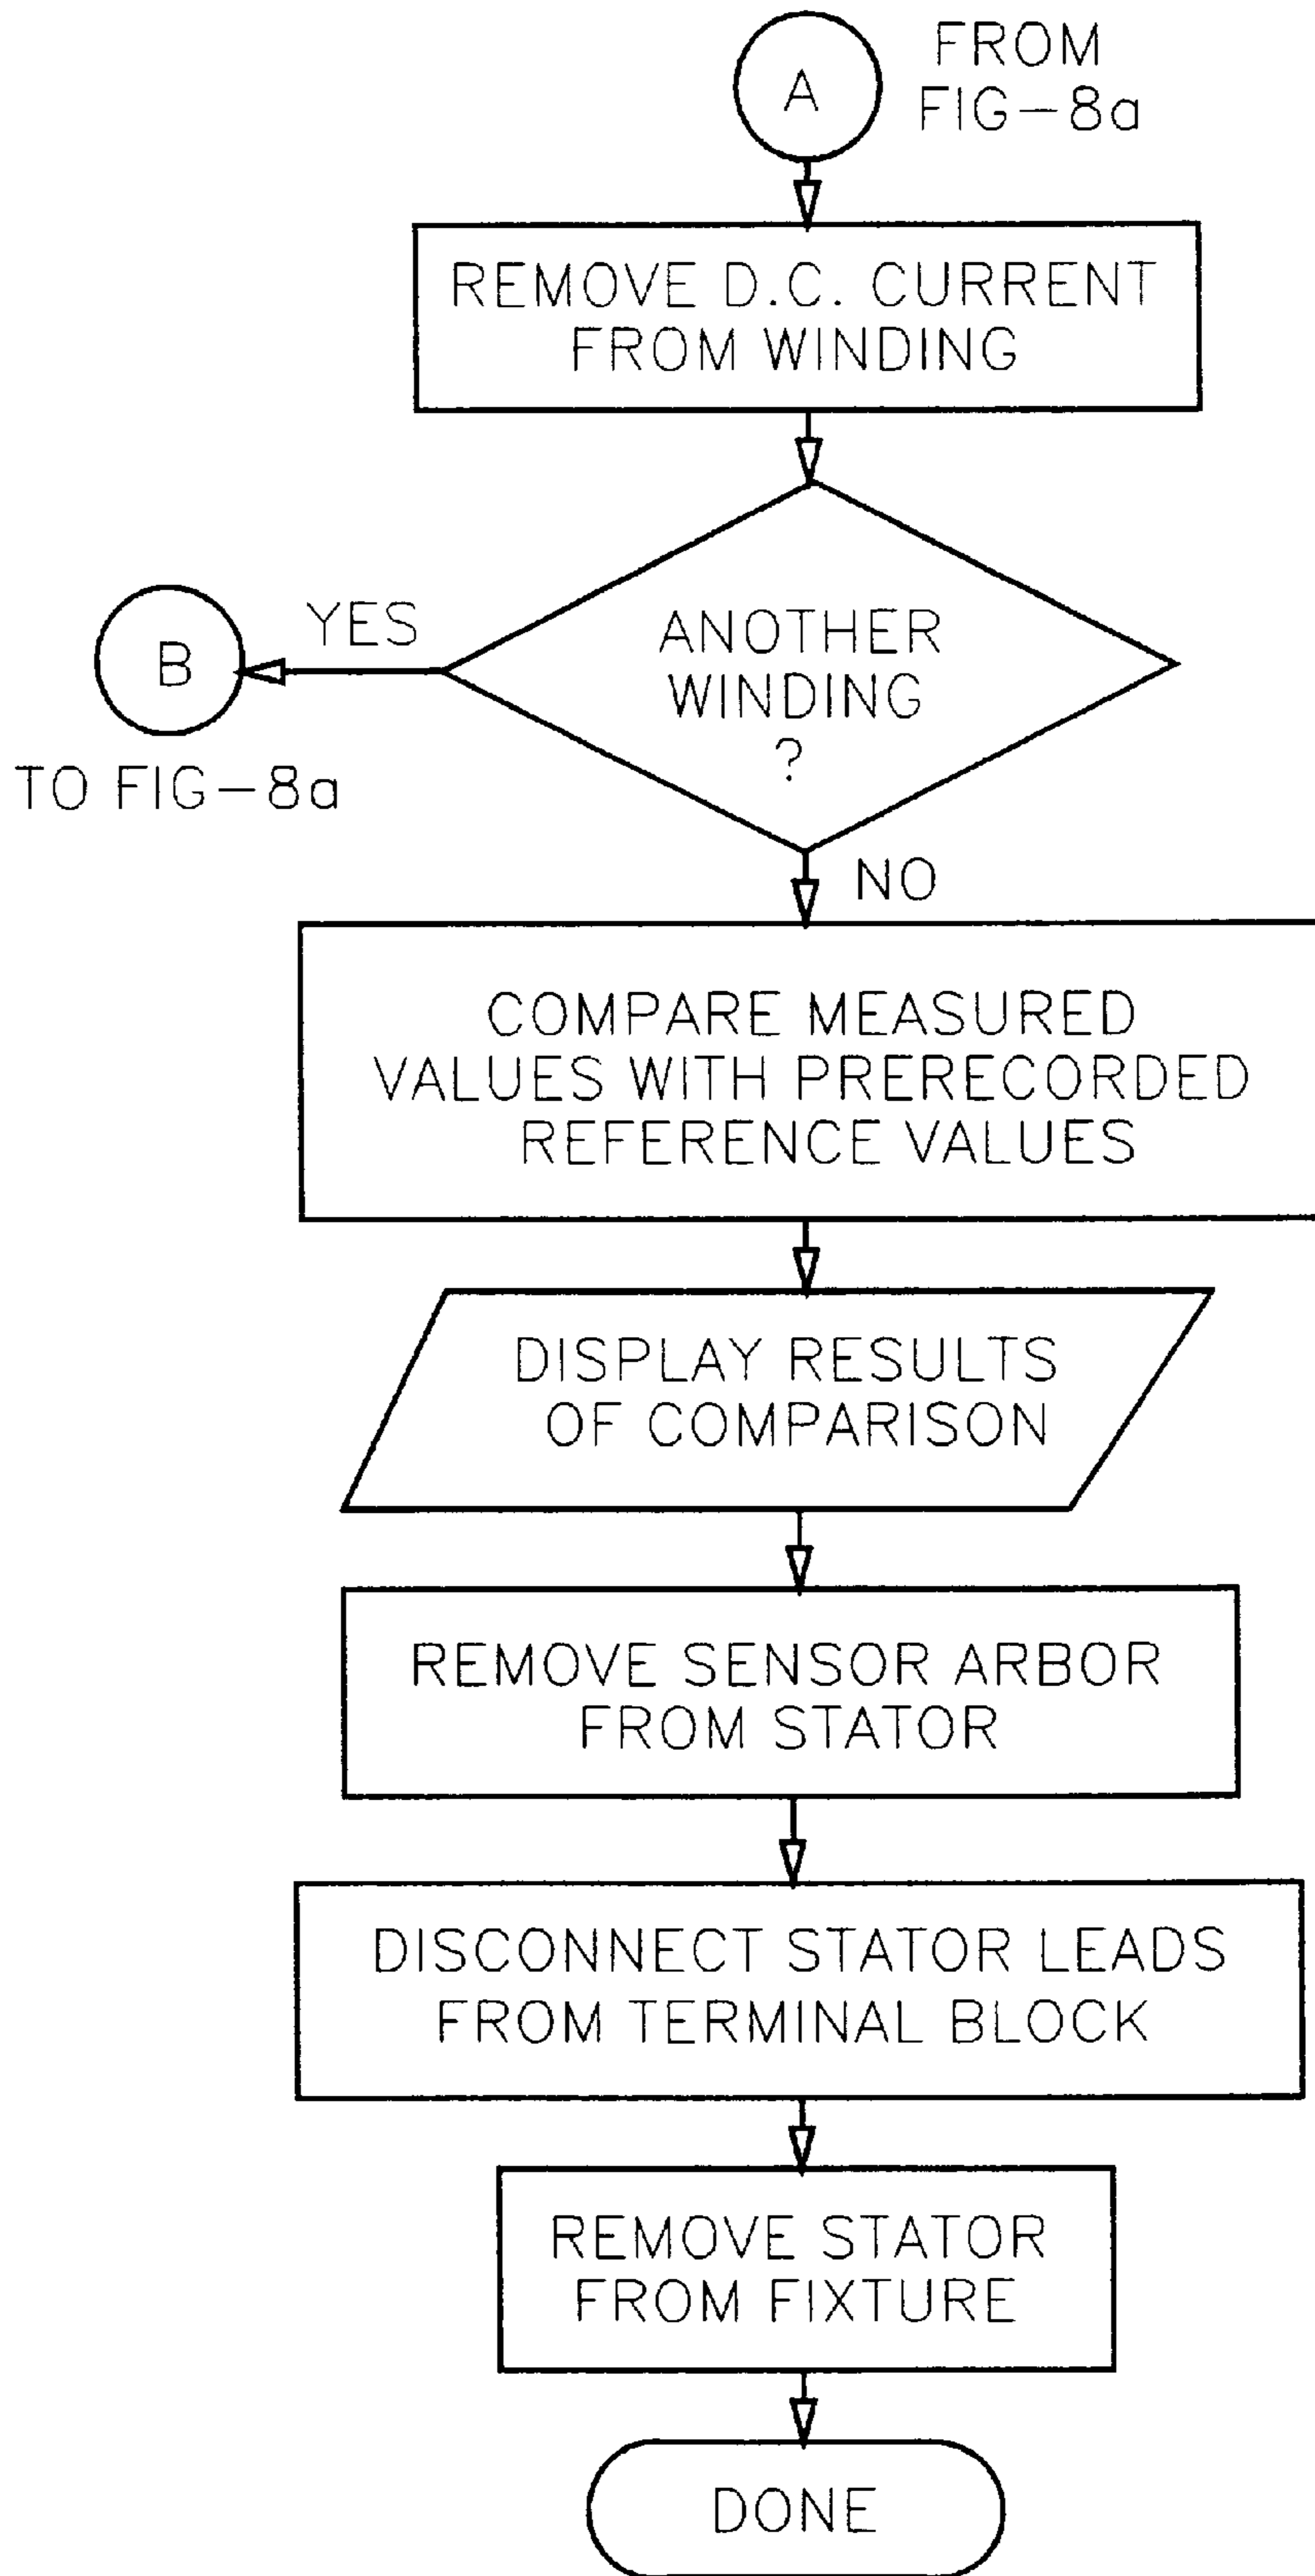 A
FROM
FIG-8a
REMOVE D.C. CURRENT
FROM WINDING
YES
B
TO FIG-8a
ANOTHER
WINDING
?
NO
COMPARE MEASURED
VALUES WITH PRERECORDED
REFERENCE VALUES
DISPLAY RESULTS
OF COMPARISON
REMOVE SENSOR ARBOR
FROM STATOR
DISCONNECT STATOR LEADS
FROM TERMINAL BLOCK
REMOVE STATOR
FROM FIXTURE
DONE